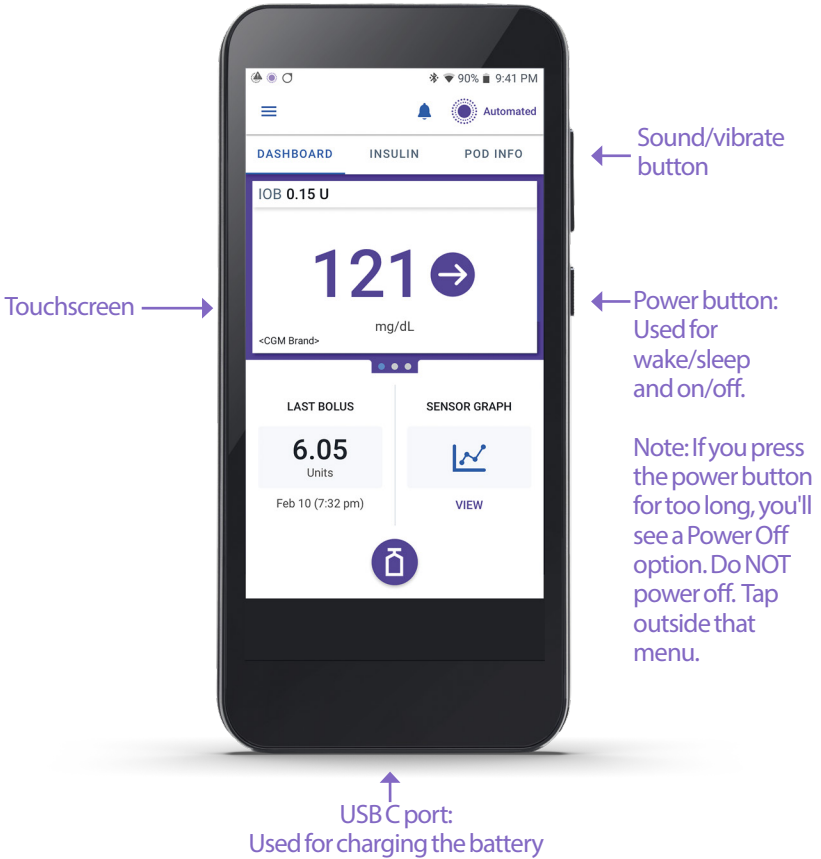 90% 9:41 PM
Automated
DASHBOARD INSULIN POD INFO
IOB 0.15 U
121
mg/dL
<CGM Brand>
LAST BOLUS
6.05
Units
Feb 10 (7:32 pm)
SENSOR GRAPH
VIEW
Touchscreen
Sound/vibrate
button
Power button:
Used for
wake/sleep
and on/off.
Note: If you press
the power button
for too long, you'll
see a Power Off
option. Do NOT
power off. Tap
outside that
menu.
USB C port:
Used for charging the battery